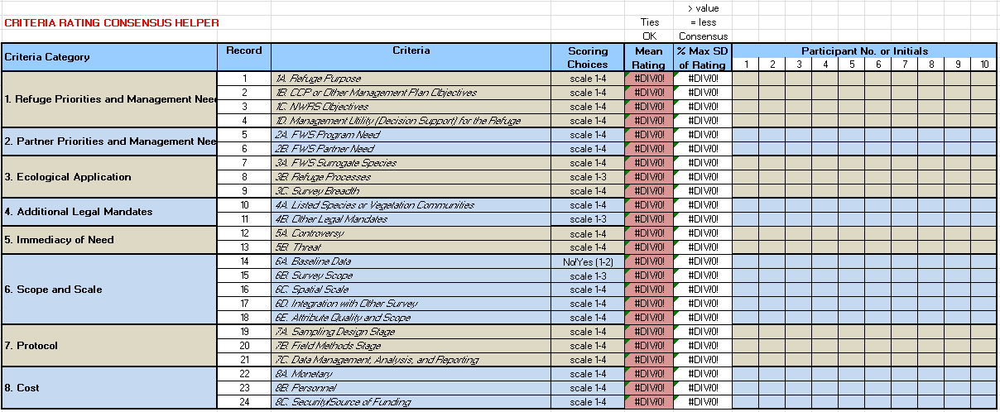 > value
CRITERIA RATING CONSENSUS HELPER Ties = less
OK Consensus
Criteria Category Record Criteria Scoring Choices Mean Rating % Max SD of Rating Participant No. or Initials
1 2 3 4 5 6 7 8 9 10
1. Refuge Priorities and Management Nee
1 1A. Refuge Purpose scale 1-4 #DIV/0! #DIV/0!
2 1B. CCP or Other Management Plan Objectives scale 1-4 #DIV/0! #DIV/0!
3 1C. NWRS Objectives scale 1-4 #DIV/0! #DIV/0!
4 1D. Management Utility (Decision Support) for the Refuge scale 1-4 #DIV/0! #DIV/0!
2. Partner Priorities and Management Nee
5 2A. FWS Program Need scale 1-4 #DIV/0! #DIV/0!
6 2B. FWS Partner Need scale 1-4 #DIV/0! #DIV/0!
3. Ecological Application
7 3A. FWS Surrogate Species scale 1-4 #DIV/0! #DIV/0!
8 3B. Refuge Processes scale 1-3 #DIV/0! #DIV/0!
9 3C. Survey Breadth scale 1-4 #DIV/0! #DIV/0!
4. Additional Legal Mandates
10 4A. Listed Species or Vegetation Communities scale 1-4 #DIV/0! #DIV/0!
11 4B. Other Legal Mandates scale 1-3 #DIV/0! #DIV/0!
5. Immediacy of Need
12 5A. Controversy scale 1-4 #DIV/0! #DIV/0!
13 5B. Threat scale 1-4 #DIV/0! #DIV/0!
6. Scope and Scale
14 6A. Baseline Data No/Yes (1-2) #DIV/0! #DIV/0!
15 6B. Survey Scope scale 1-3 #DIV/0! #DIV/0!
16 6C. Spatial Scale scale 1-4 #DIV/0! #DIV/0!
17 6D. Integration with Other Survey scale 1-4 #DIV/0! #DIV/0!
18 6E. Attribute Quality and Scope scale 1-4 #DIV/0! #DIV/0!
7. Protocol
19 7A. Sampling Design Stage scale 1-4 #DIV/0! #DIV/0!
20 7B. Field Methods Stage scale 1-4 #DIV/0! #DIV/0!
21 7C. Data Management, Analysis, and Reporting scale 1-4 #DIV/0! #DIV/0!
8. Cost
22 8A. Monetary scale 1-4 #DIV/0! #DIV/0!
23 8B. Personnel scale 1-4 #DIV/0! #DIV/0!
24 8C. Security/Source of Funding scale 1-4 #DIV/0! #DIV/0!